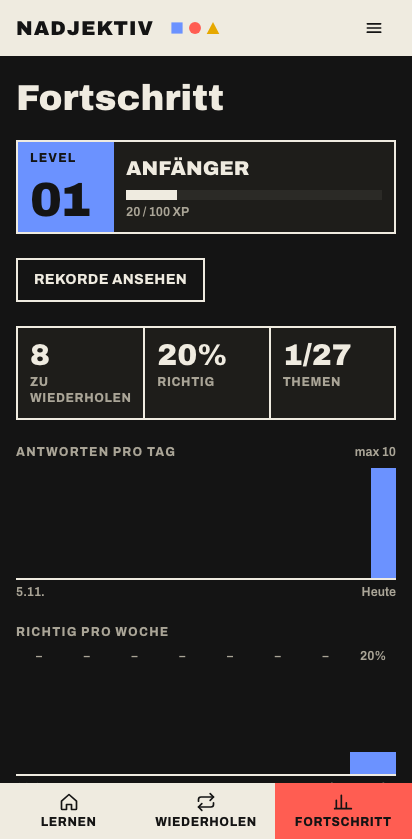 NADJEKTIV
Fortschritt
LEVEL
01
ANFÄNGER
20 / 100 XP
REKORDE ANSEHEN
8
ZU
WIEDERHOLEN
20%
RICHTIG
1/27
THEMEN
ANTWORTEN PRO TAG
max 10
5.11.
Heute
RICHTIG PRO WOCHE
– – – – – – – 20%
LERNEN
WIEDERHOLEN
FORTSCHRITT